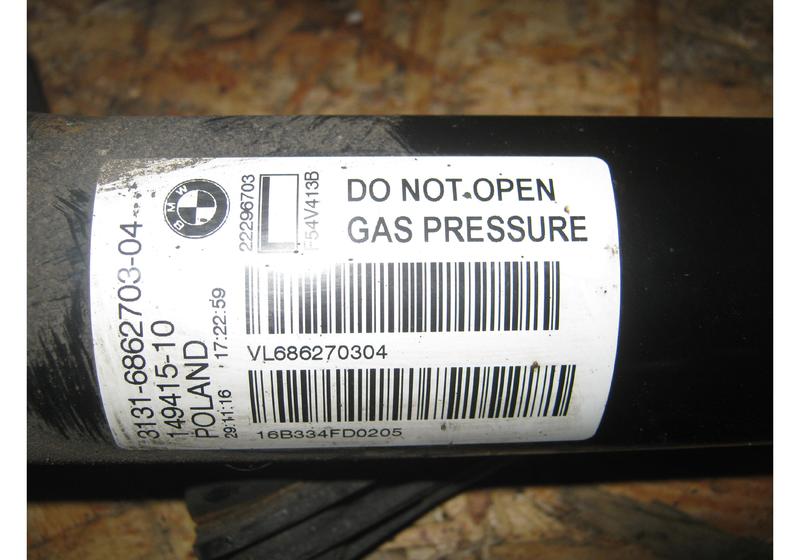 DO NOT OPEN
GAS PRESSURE
VL686270304
16B334FD0205
BMW
22296703
F54V413B
3131-6862703-04
149415-10
POLAND
29:11:16 17:22:59